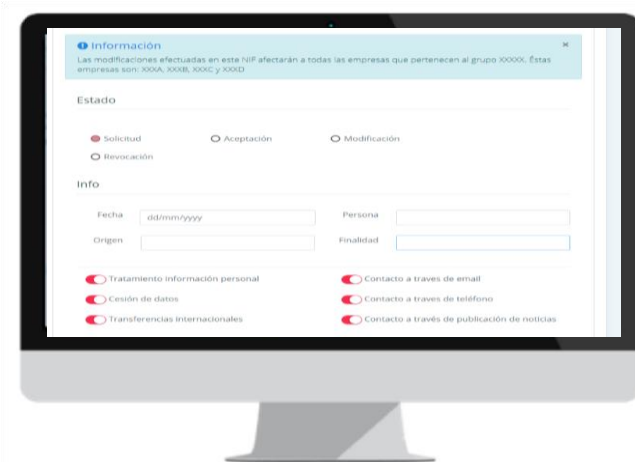 Información
Las modificaciones efectuadas en este NIF afectarán a todas las empresas que pertenecen al grupo XXXXX. Éstas
empresas son: XXXA, XXXB, XXXC y XXXD
Estado
Solicitud Aceptación Modificación
Revocación
Info
Fecha dd/mm/yyyy Persona
Origen Finalidad
Tratamiento información personal Contacto a traves de email
Cesión de datos Contacto a traves de teléfono
Transferencias internacionales Contacto a través de publicación de noticias